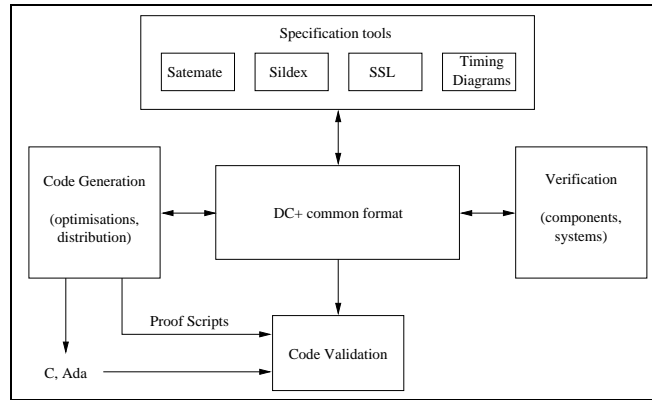 Specification tools
Satemate
Sildex
SSL
Timing
Diagrams
Code Generation
(optimisations,
distribution)
DC+ common format
Verification
(components,
systems)
Proof Scripts
Code Validation
C, Ada